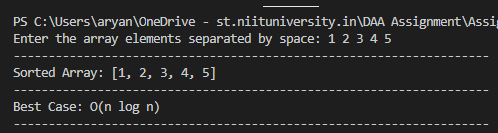 PS C:\Users\aryan\OneDrive - st.niituniversity.in\DAA Assignment\Assig
Enter the array elements separated by space: 1 2 3 4 5
----------------------------------------------------------------
Sorted Array: [1, 2, 3, 4, 5]
----------------------------------------------------------------
Best Case: O(n log n)
----------------------------------------------------------------